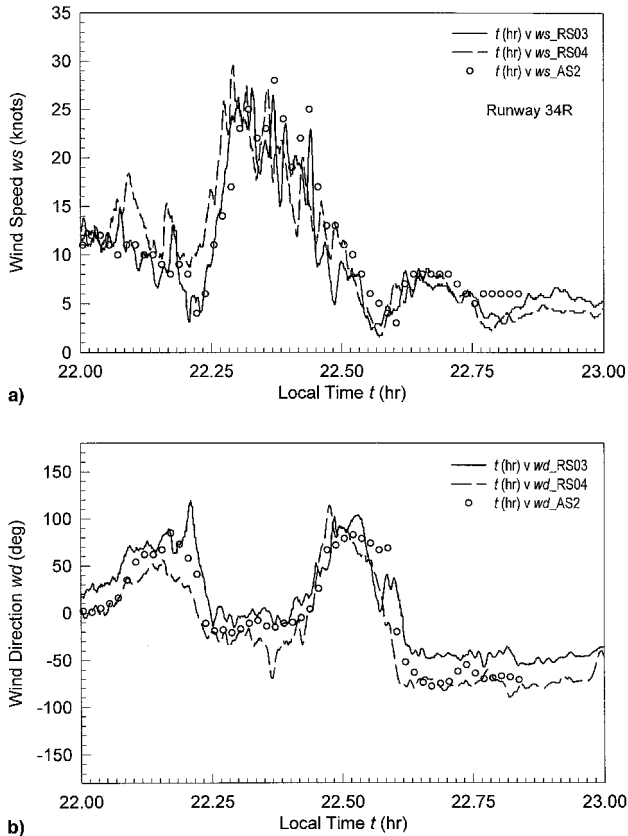 35
30
25
20
15
10
5
0
Wind Speed ws (knots)
t (hr) v ws_RS03
t (hr) v ws_RS04
t (hr) v ws_AS2
Runway 34R
22.00 22.25 22.50 22.75 23.00
Local Time t (hr)
a)
150
100
50
0
-50
-100
-150
Wind Direction wd (deg)
t (hr) v wd_RS03
t (hr) v wd_RS04
t (hr) v wd_AS2
22.00 22.25 22.50 22.75 23.00
Local Time t (hr)
b)